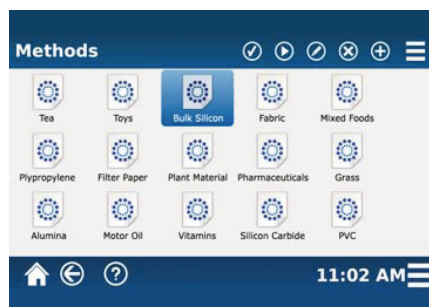 Methods
Tea Toys Bulk Silicon Fabric Mixed Foods
Plypropylene Filter Paper Plant Material Pharmaceuticals Grass
Alumina Motor Oil Vitamins Silicon Carbide PVC
11:02 AM